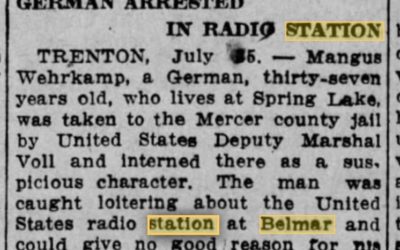 GERMAN ARRESTED
IN RADIO STATION
TRENTON, July 5. — Mangus
Wehrkamp, a German, thirty-seven
years old, who lives at Spring Lake,
was taken to the Mercer county jail
by United States Deputy Marshal
Voll and interned there as a sus-
picious character. The man was
caught loitering about the United
States radio station at Belmar and
could give no good reason for his